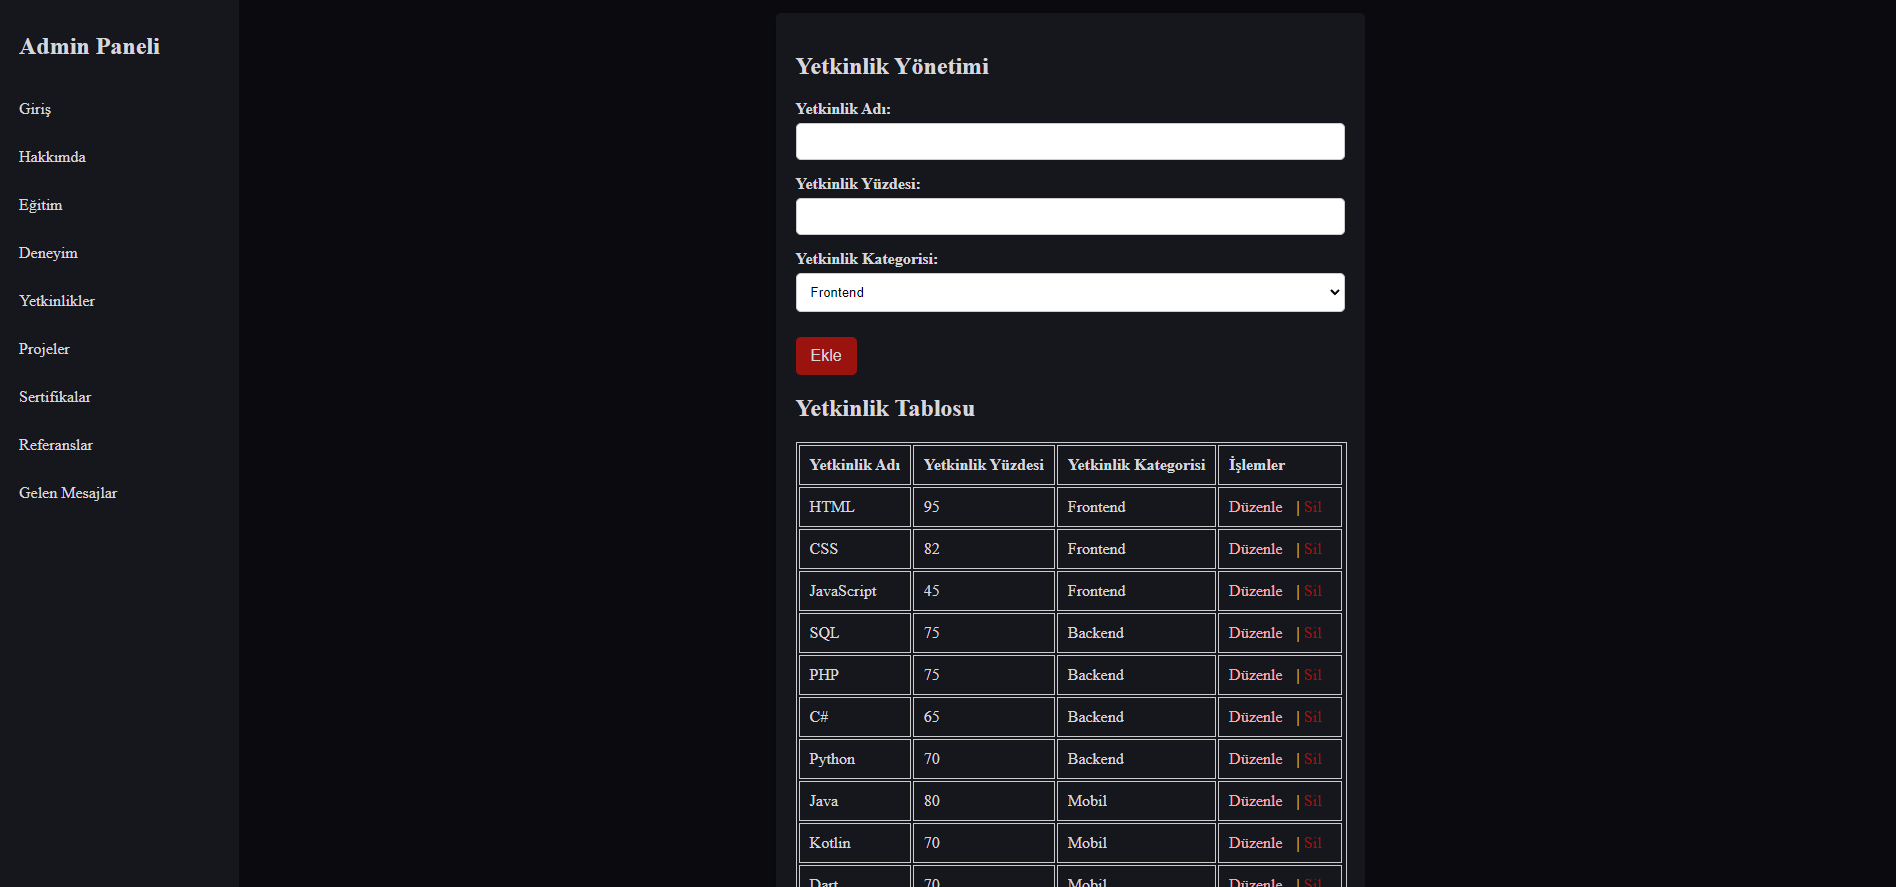 Admin Paneli
Giriş
Hakkımda
Eğitim
Deneyim
Yetkinlikler
Projeler
Sertifikalar
Referanslar
Gelen Mesajlar
Yetkinlik Yönetimi
Yetkinlik Adı:
Yetkinlik Yüzdesi:
Yetkinlik Kategorisi:
Frontend
Ekle
Yetkinlik Tablosu
Yetkinlik Adı Yetkinlik Yüzdesi Yetkinlik Kategorisi İşlemler
HTML 95 Frontend Düzenle | Sil
CSS 82 Frontend Düzenle | Sil
JavaScript 45 Frontend Düzenle | Sil
SQL 75 Backend Düzenle | Sil
PHP 75 Backend Düzenle | Sil
C# 65 Backend Düzenle | Sil
Python 70 Backend Düzenle | Sil
Java 80 Mobil Düzenle | Sil
Kotlin 70 Mobil Düzenle | Sil
Dart 70 Mobil Düzenle | Sil